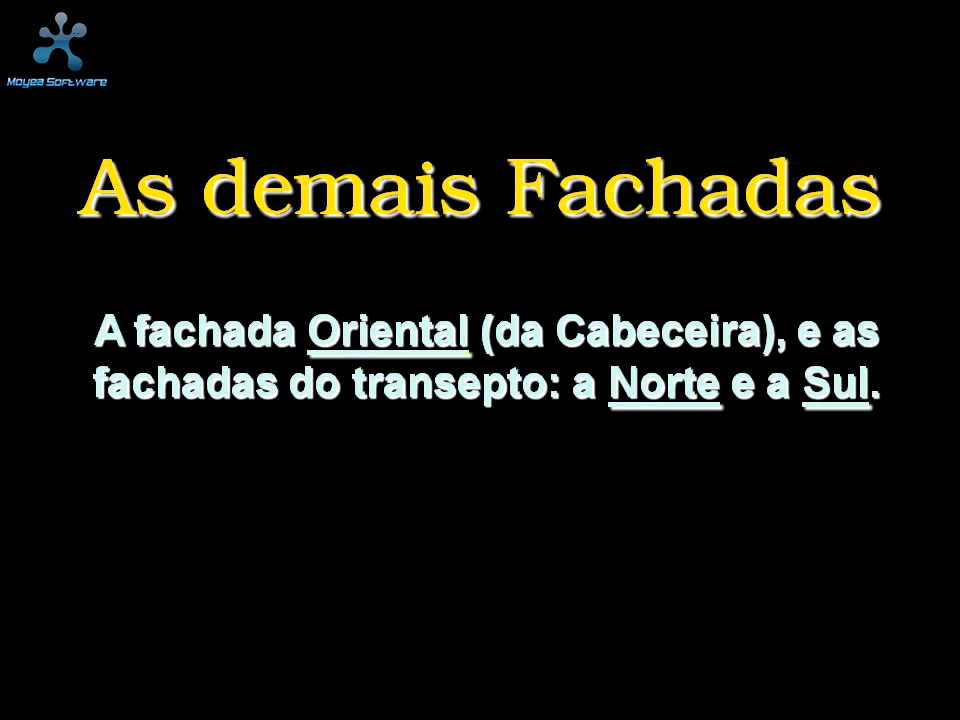 Moyea Software
As demais Fachadas
A fachada Oriental (da Cabeceira), e as
fachadas do transepto: a Norte e a Sul.